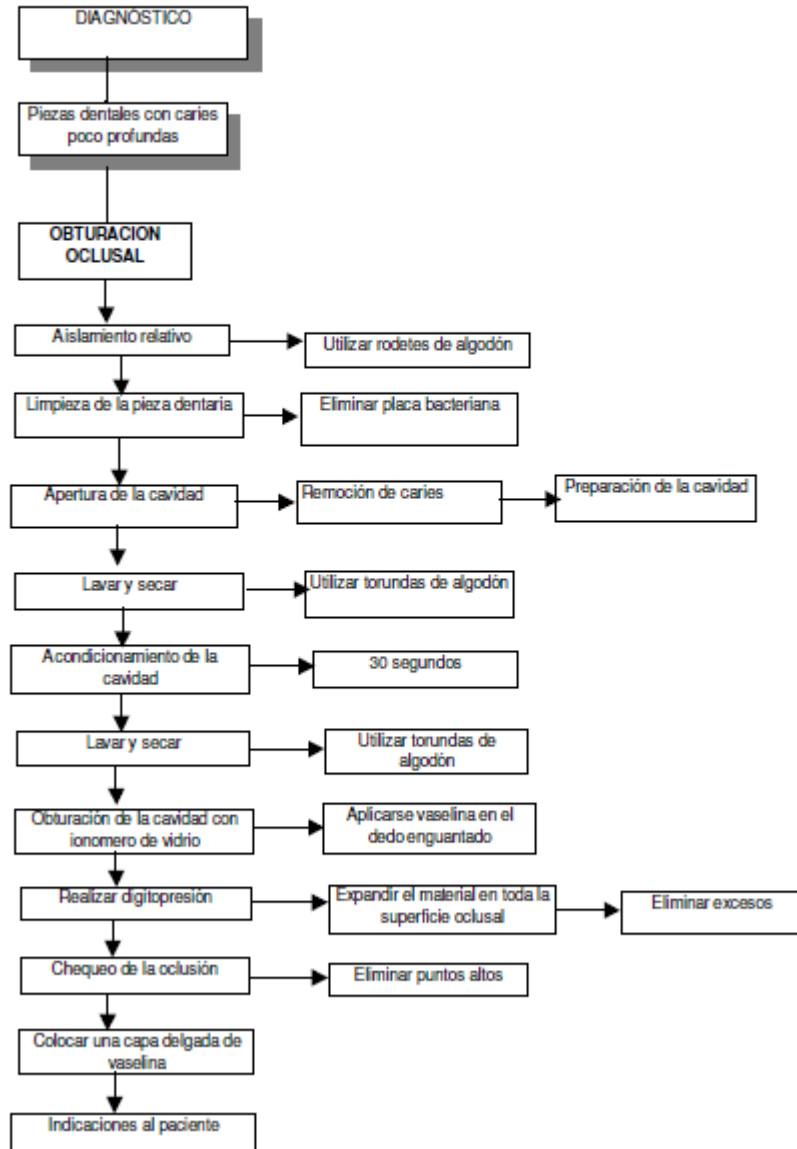 DIAGNÓSTICO
Piezas dentales con caries
poco profundas
OBTURACION
OCLUSAL
Aislamiento relativo
Utilizar rodetes de algodón
Limpieza de la pieza dentaria
Eliminar placa bacteriana
Apertura de la cavidad
Remoción de caries
Preparación de la cavidad
Lavar y secar
Utilizar torundas de algodón
Acondicionamiento de la
cavidad
30 segundos
Lavar y secar
Utilizar torundas de
algodón
Obturación de la cavidad con
ionomero de vidrio
Aplicarse vaselina en el
dedo enguantado
Realizar digitopresión
Expandir el material en toda la
superficie oclusal
Eliminar excesos
Chequeo de la oclusión
Eliminar puntos altos
Colocar una capa delgada de
vaselina
Indicaciones al paciente